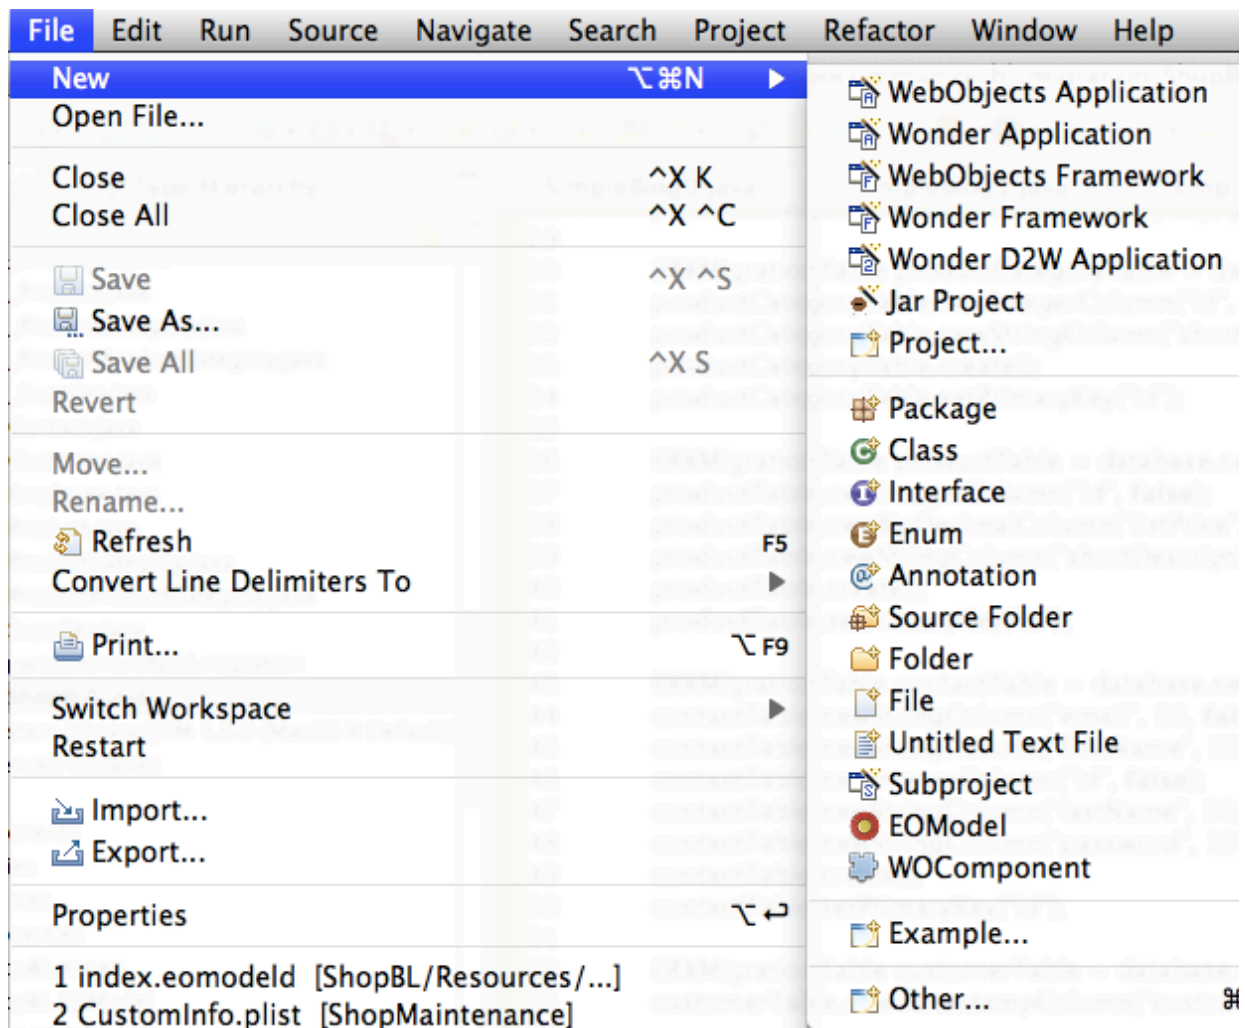 File Edit Run Source Navigate Search Project Refactor Window Help
New ⌥⌘N ▶
Open File...
Close ^X K
Close All ^X ^C
Save ^X ^S
Save As...
Save All ^X S
Revert
Move...
Rename...
Refresh F5
Convert Line Delimiters To ▶
Print... ⌥ F9
Switch Workspace ▶
Restart
Import...
Export...
Properties ⌥ ↩
1 index.eomodeld [ShopBL/Resources/...]
2 CustomInfo.plist [ShopMaintenance]
WebObjects Application
Wonder Application
WebObjects Framework
Wonder Framework
Wonder D2W Application
Jar Project
Project...
Package
Class
Interface
Enum
Annotation
Source Folder
Folder
File
Untitled Text File
Subproject
EOModel
WOComponent
Example...
Other... ⌘